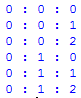 0 : 0 : 0
0 : 0 : 1
0 : 0 : 2
0 : 1 : 0
0 : 1 : 1
0 : 1 : 2